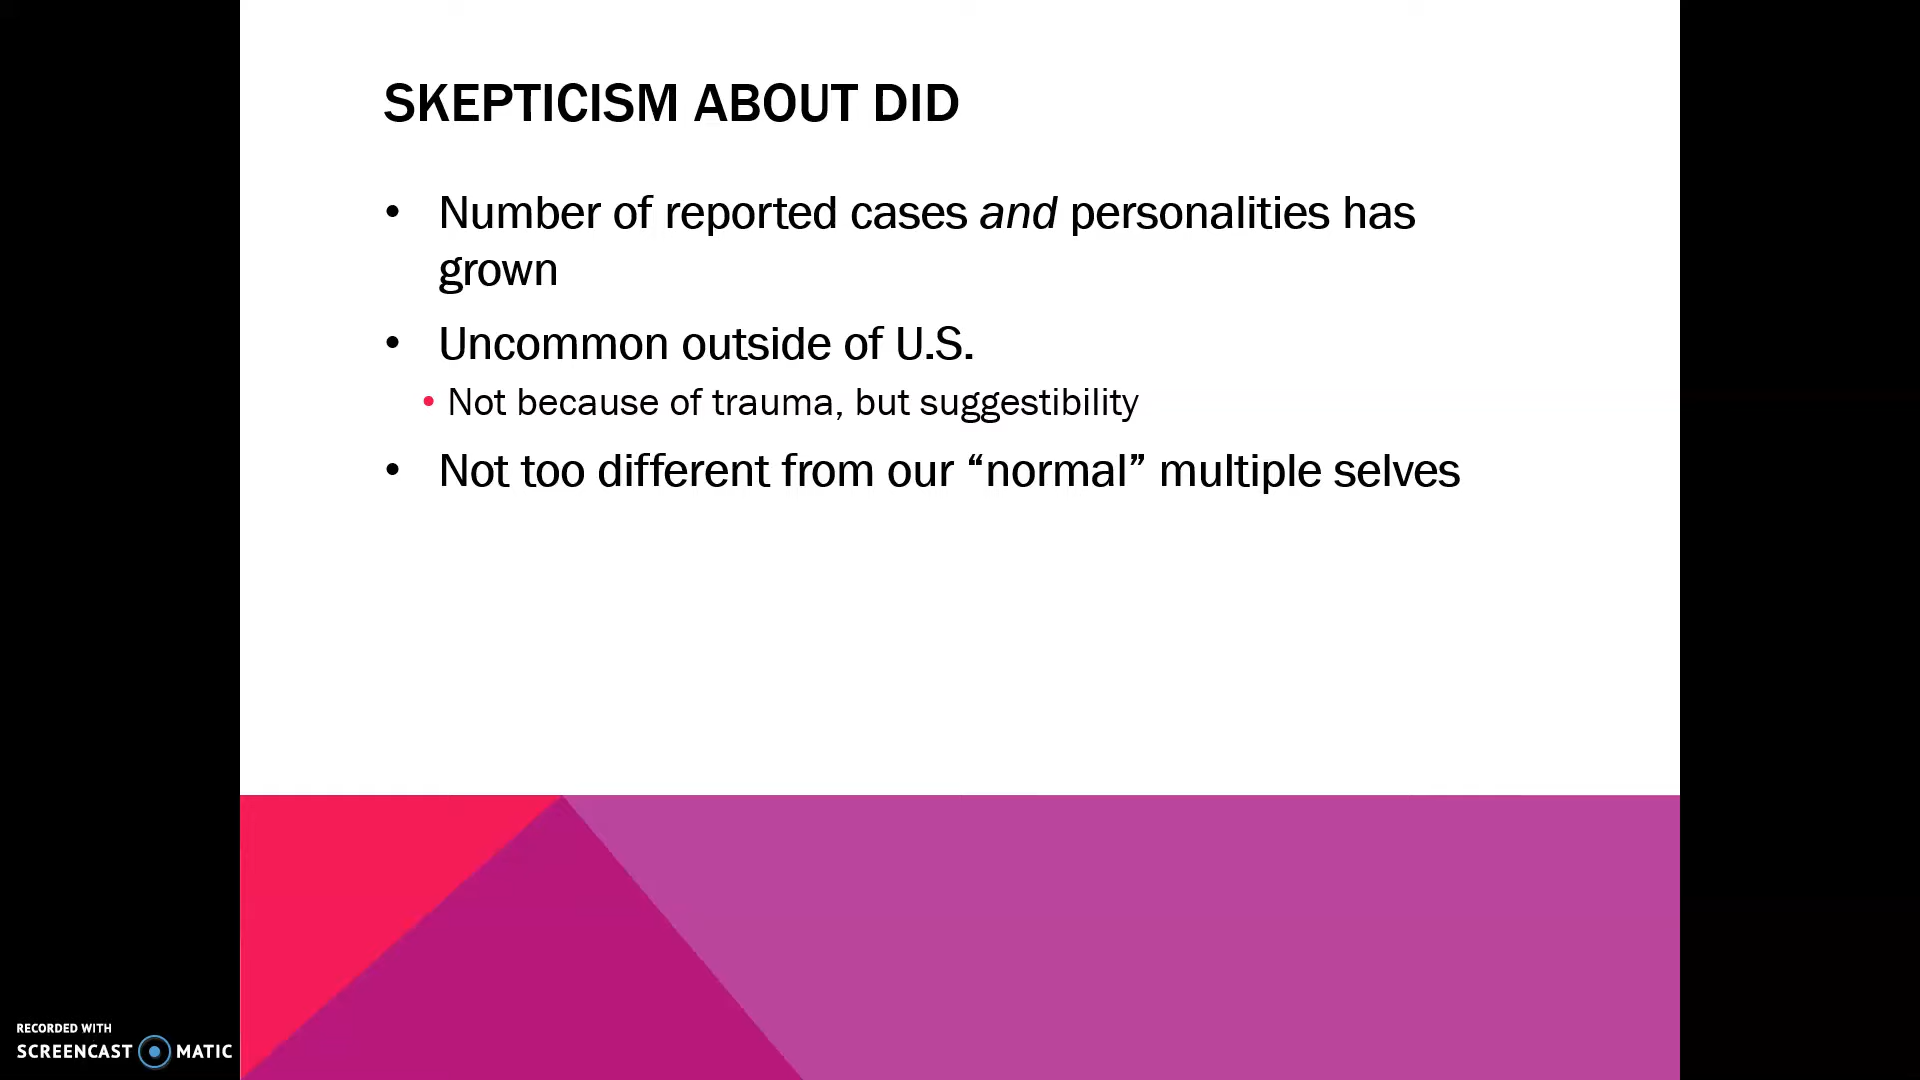 SKEPTICISM ABOUT DID
• Number of reported cases and personalities has
grown
• Uncommon outside of U.S.
• Not because of trauma, but suggestibility
• Not too different from our “normal” multiple selves
RECORDED WITH
SCREENCAST MATIC